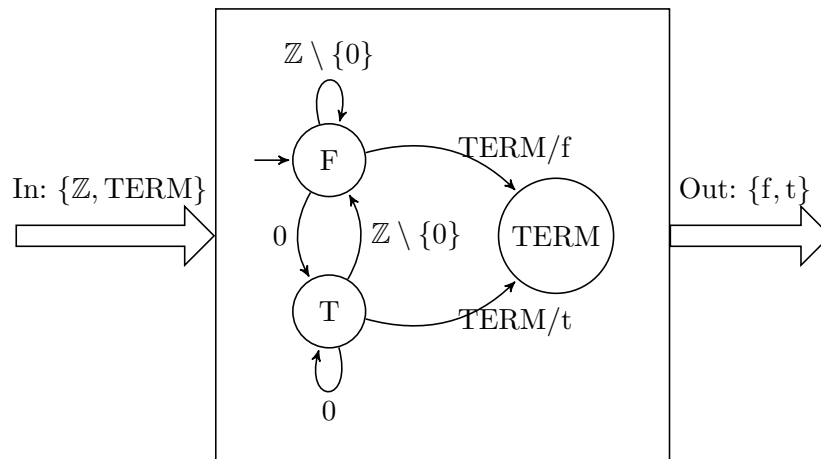 ℤ \ {0}
F
TERM/f
In: {ℤ, TERM}
Out: {f, t}
0
ℤ \ {0}
TERM
T
TERM/t
0